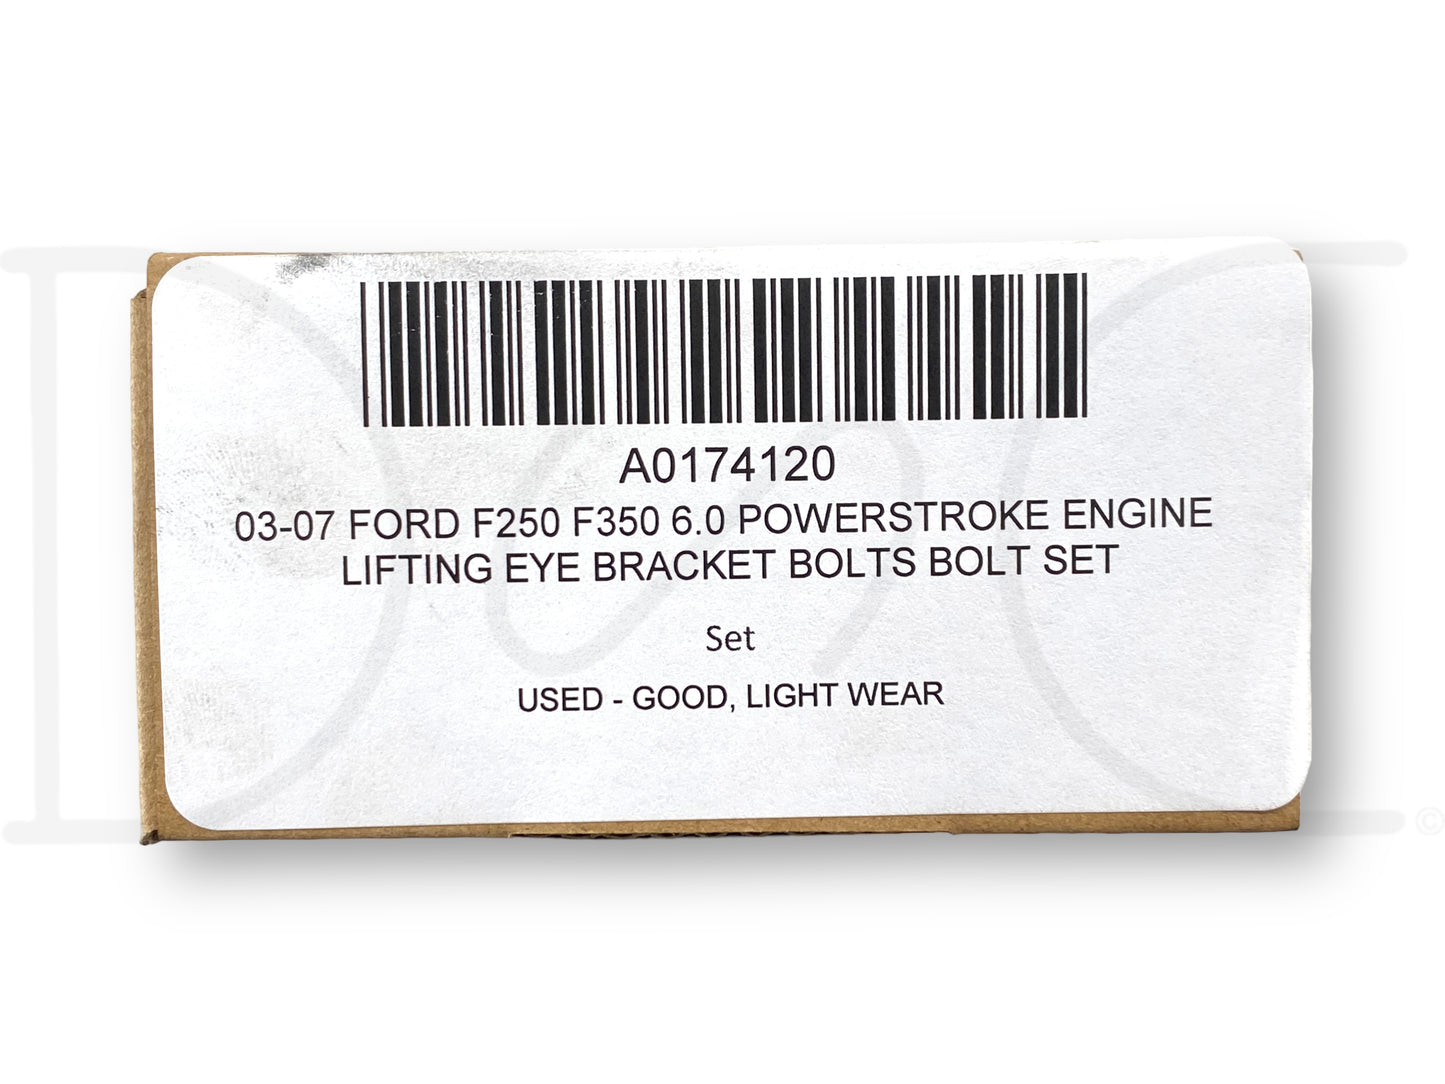 A0174120
03-07 FORD F250 F350 6.0 POWERSTROKE ENGINE
LIFTING EYE BRACKET BOLTS BOLT SET
Set
USED - GOOD, LIGHT WEAR
©